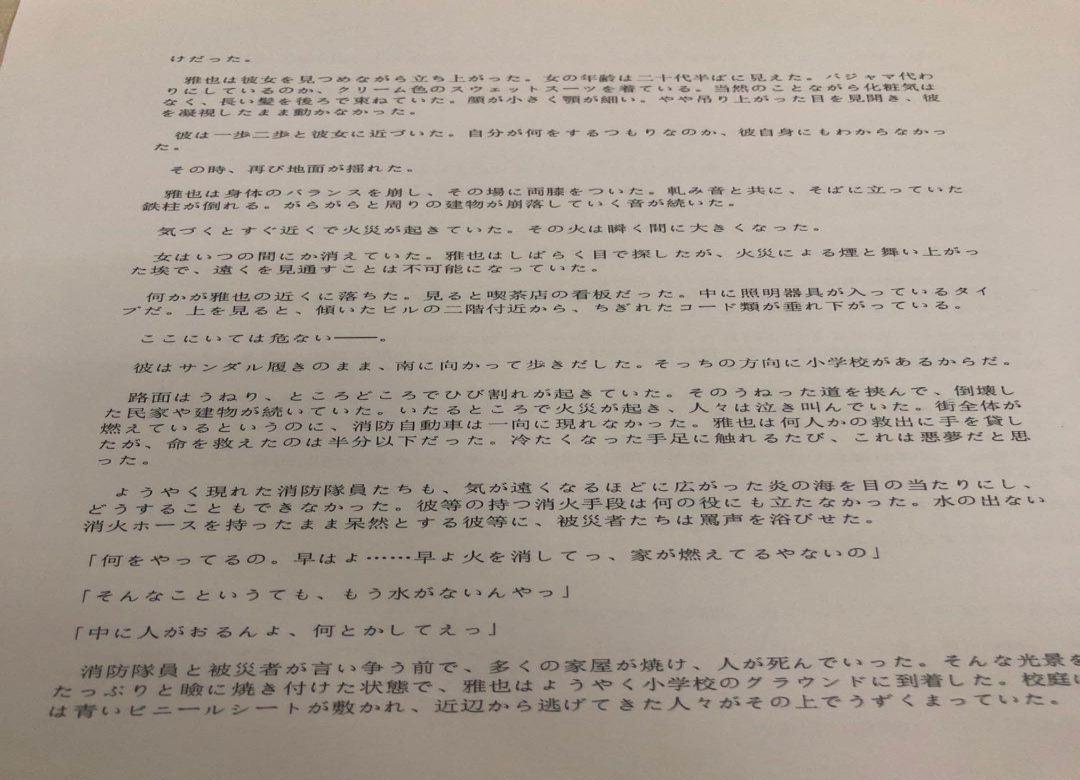 けだった。
雅也は彼女を見つめながら立ち上がった。女の年齢は二十代半ばに見えた。パジャマ代わ
りにしているのか、クリーム色のスウェットスーツを着ている。当然のことながら化粧気は
なく、長い髪を後ろで束ねていた。顔が小さく顎が細い。やや吊り上がった目を見開き、彼
を凝視したまま動かなかった。
彼は一歩二歩と彼女に近づいた。自分が何をするつもりなのか、彼自身にもわからなかっ
た。
その時、再び地面が揺れた。
雅也は身体のバランスを崩し、その場に両膝をついた。軋み音と共に、そばに立っていた
鉄柱が倒れる。がらがらと周りの建物が崩落していく音が続いた。
気づくとすぐ近くで火災が起きていた。その火は瞬く間に大きくなった。
女はいつの間にか消えていた。雅也はしばらく目で探したが、火災による煙と舞い上がっ
た埃で、遠くを見通すことは不可能になっていた。
何かが雅也の近くに落ちた。見ると喫茶店の看板だった。中に照明器具が入っているタイ
プだ。上を見ると、傾いたビルの二階付近から、ちぎれたコード類が垂れ下がっている。
ここにいては危ない――。
彼はサンダル履きのまま、南に向かって歩きだした。そっちの方向に小学校があるからだ。
路面はうねり、ところどころでひび割れが起きていた。そのうねった道を挟んで、倒壊し
た民家や建物が続いていた。いたるところで火災が起き、人々は泣き叫んでいた。街全体が
燃えているというのに、消防自動車は一向に現れなかった。雅也は何人かの救出に手を貸し
たが、命を救えたのは半分以下だった。冷たくなった手足に触れるたび、これは悪夢だと思
った。
ようやく現れた消防隊員たちも、気が遠くなるほどに広がった炎の海を目の当たりにし、
どうすることもできなかった。彼等の持つ消火手段は何の役にも立たなかった。水の出ない
消火ホースを持ったまま呆然とする彼等に、被災者たちは罵声を浴びせた。
「何をやってるの。早はよ……早よ火を消してっ、家が燃えてるやないの」
「そんなこというても、もう水がないんやっ」
「中に人がおるんよ、何とかしてえっ」
消防隊員と被災者が言い争う前で、多くの家屋が焼け、人が死んでいった。そんな光景を
たっぷりと瞼に焼き付けた状態で、雅也はようやく小学校のグラウンドに到着した。校庭に
は青いビニールシートが敷かれ、近辺から逃げてきた人々がその上でうずくまっていた。